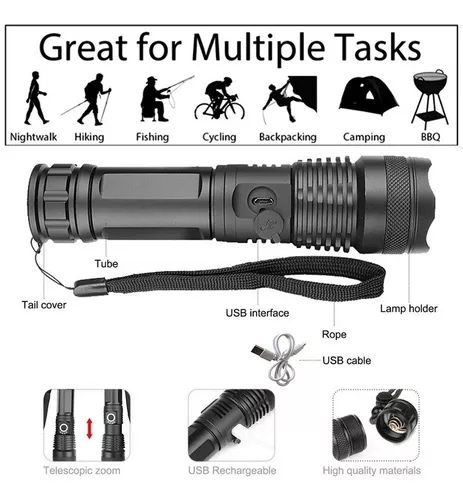 Great for Multiple Tasks
Nightwalk Hiking Fishing Cycling Backpacking Camping BBQ
Tube
Tail cover
USB interface
Lamp holder
Rope
USB cable
Telescopic zoom USB Rechargeable High quality materials